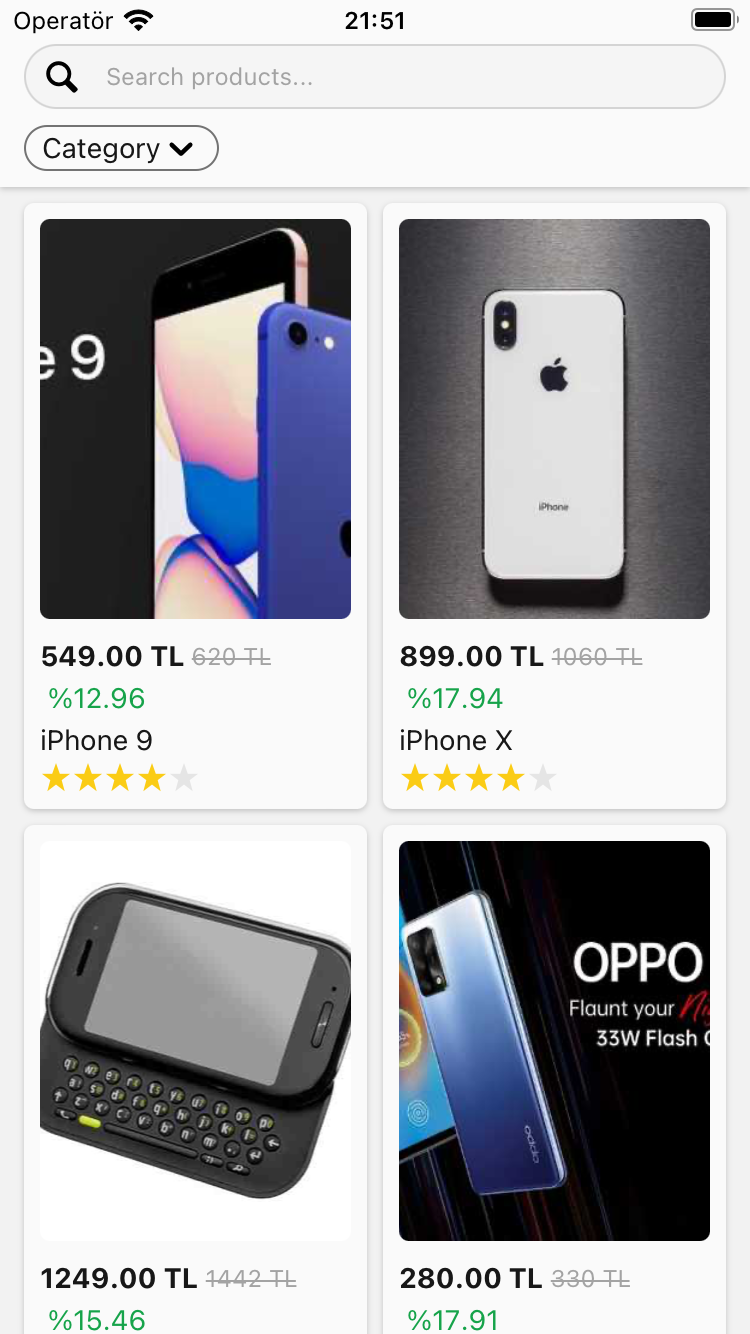 Operatör 21:51
Search products...
Category
e 9
iPhone
549.00 TL 620 TL
%12.96
iPhone 9
899.00 TL 1060 TL
%17.94
iPhone X
OPPO
Flaunt your
33W Flash
oppo
1249.00 TL 1442 TL
%15.46
280.00 TL 330 TL
%17.91